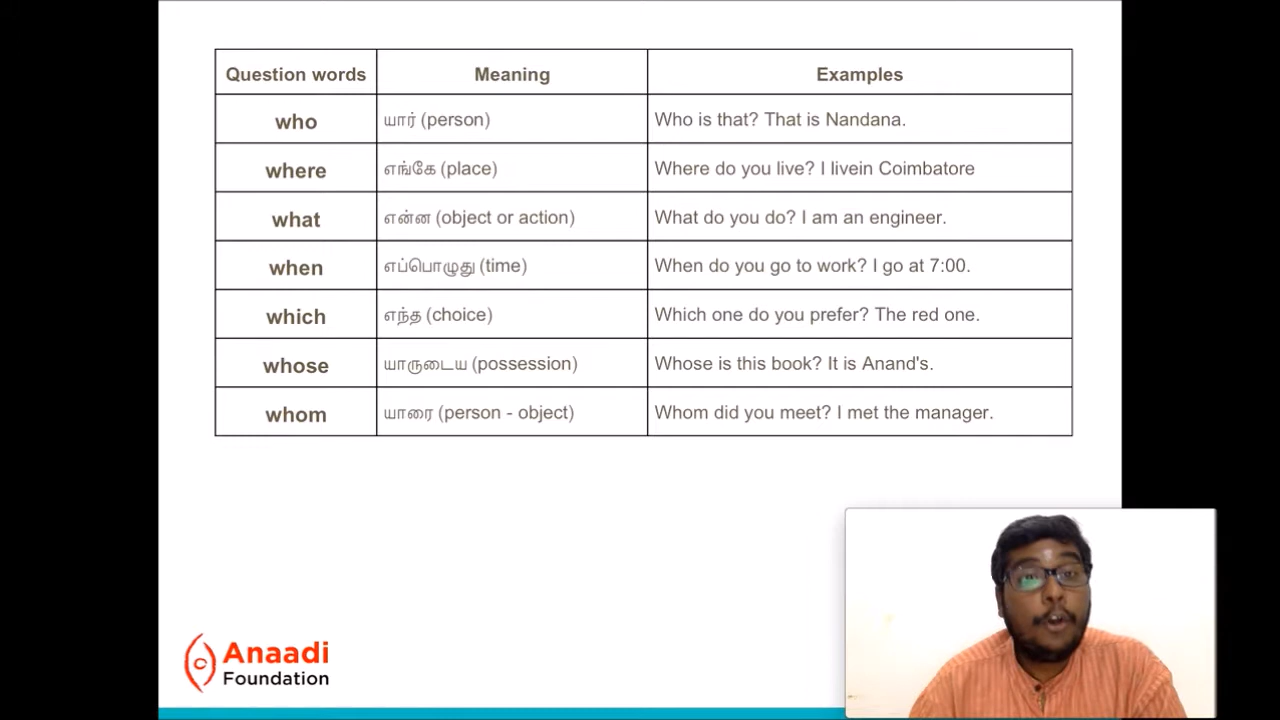 Question words Meaning Examples
who யார் (person) Who is that? That is Nandana.
where எங்கே (place) Where do you live? I livein Coimbatore
what என்ன (object or action) What do you do? I am an engineer.
when எப்பொழுது (time) When do you go to work? I go at 7:00.
which எந்த (choice) Which one do you prefer? The red one.
whose யாருடைய (possession) Whose is this book? It is Anand's.
whom யாரை (person - object) Whom did you meet? I met the manager.
Anaadi
Foundation